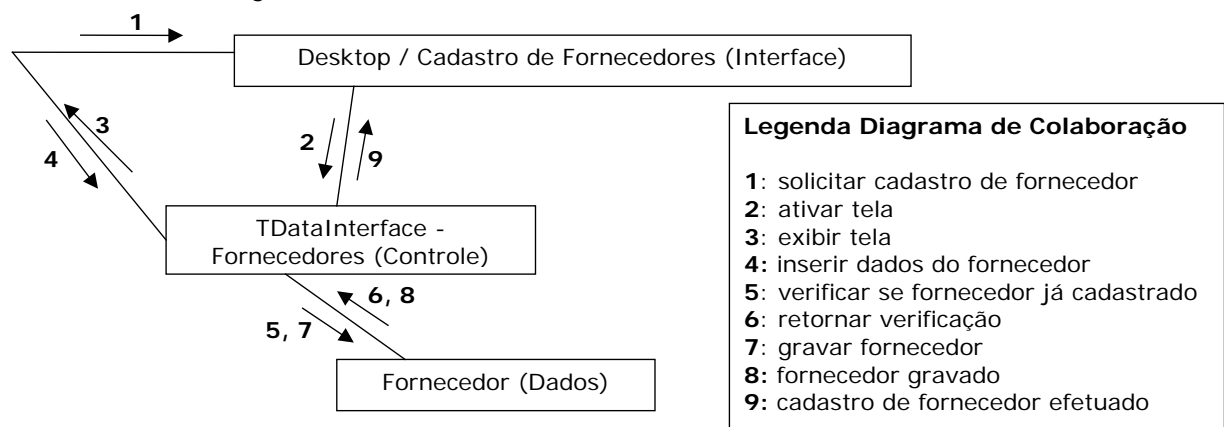 1
Desktop / Cadastro de Fornecedores (Interface)
3
4
2
9
TDataInterface -
Fornecedores (Controle)
6, 8
5, 7
Fornecedor (Dados)
Legenda Diagrama de Colaboração
1: solicitar cadastro de fornecedor
2: ativar tela
3: exibir tela
4: inserir dados do fornecedor
5: verificar se fornecedor já cadastrado
6: retornar verificação
7: gravar fornecedor
8: fornecedor gravado
9: cadastro de fornecedor efetuado